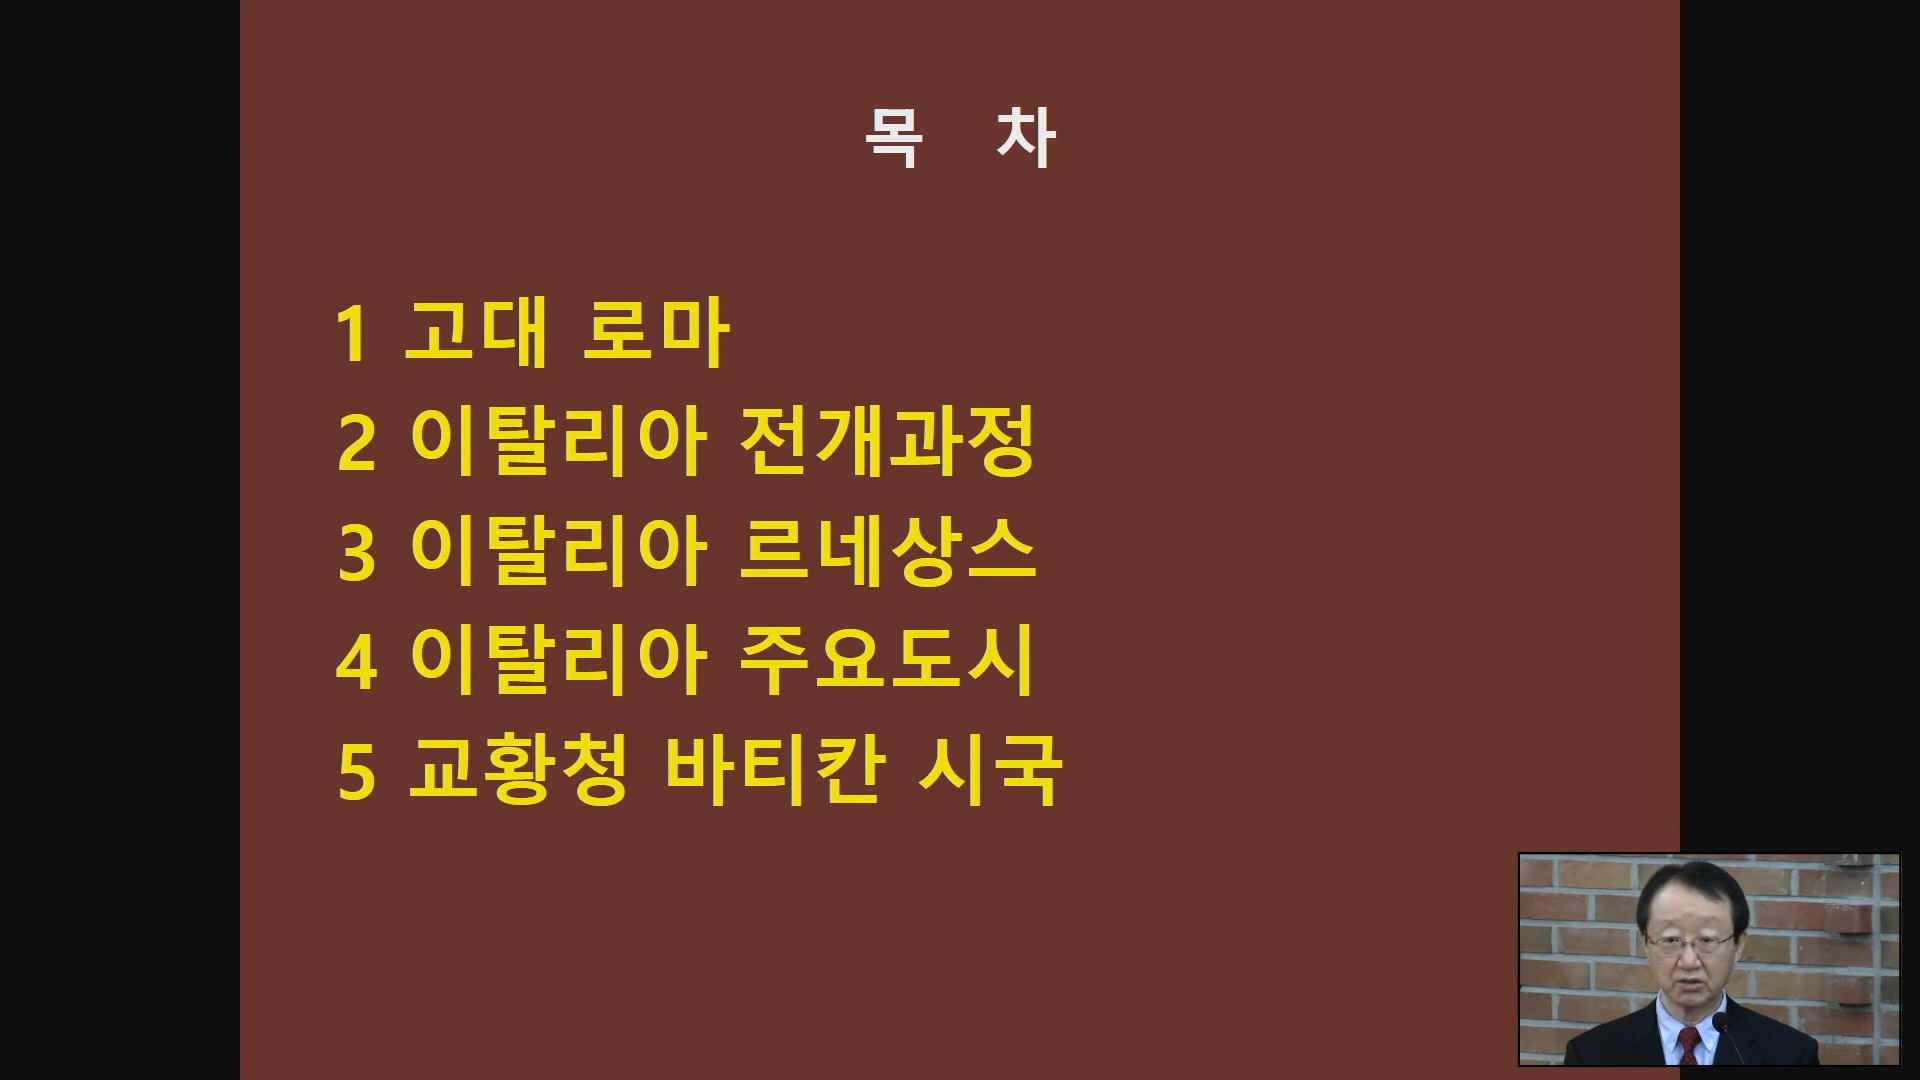 목 차
1 고대 로마
2 이탈리아 전개과정
3 이탈리아 르네상스
4 이탈리아 주요도시
5 교황청 바티칸 시국